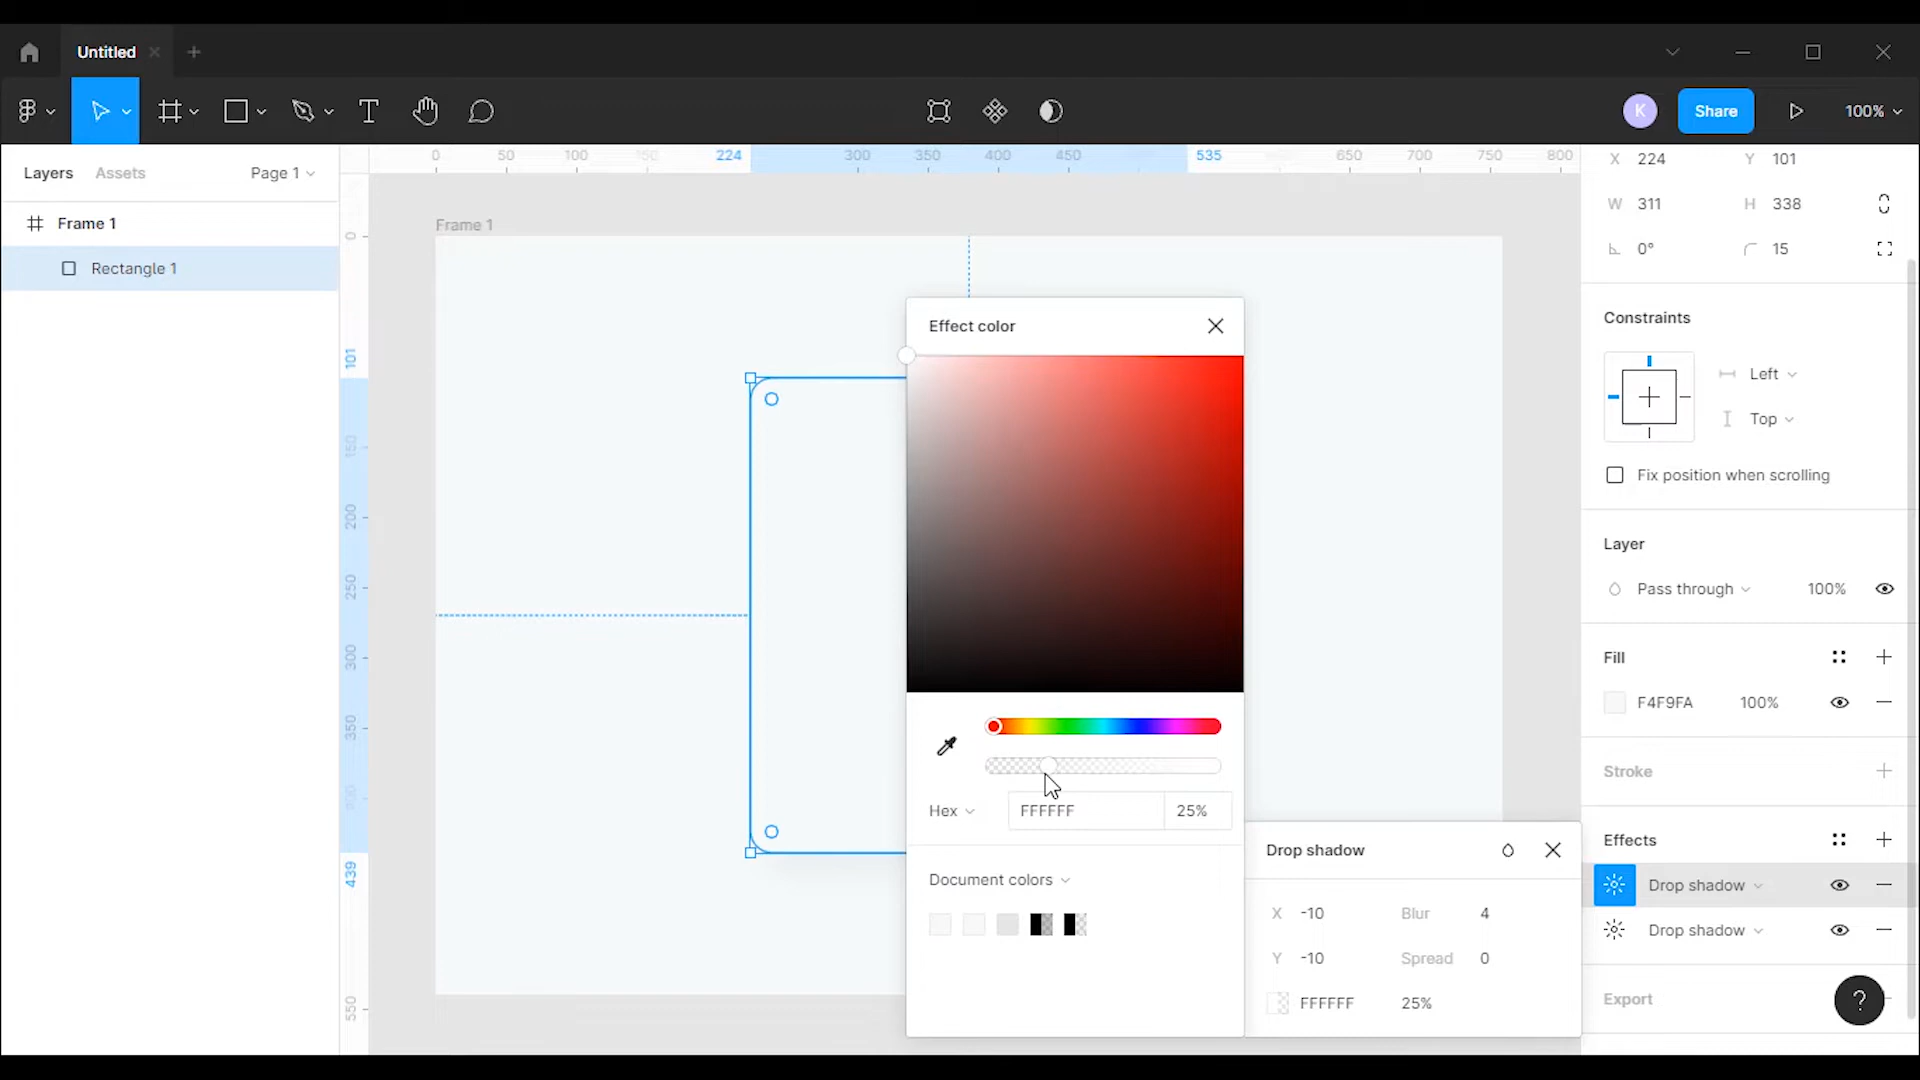 Untitled
K
Share
100%
Layers
Assets
Page 1
0
50
100
150
224
300
350
400
450
535
650
700
750
800
X 224
Y 101
W 311
H 338
0°
15
Frame 1
Rectangle 1
Frame 1
0
101
150
200
250
300
350
439
550
Effect color
Hex
FFFFFF
25%
Document colors
Drop shadow
X -10
Blur 4
Y -10
Spread 0
FFFFFF
25%
Constraints
Left
Top
Fix position when scrolling
Layer
Pass through
100%
Fill
F4F9FA
100%
Stroke
Effects
Drop shadow
Drop shadow
Export
?